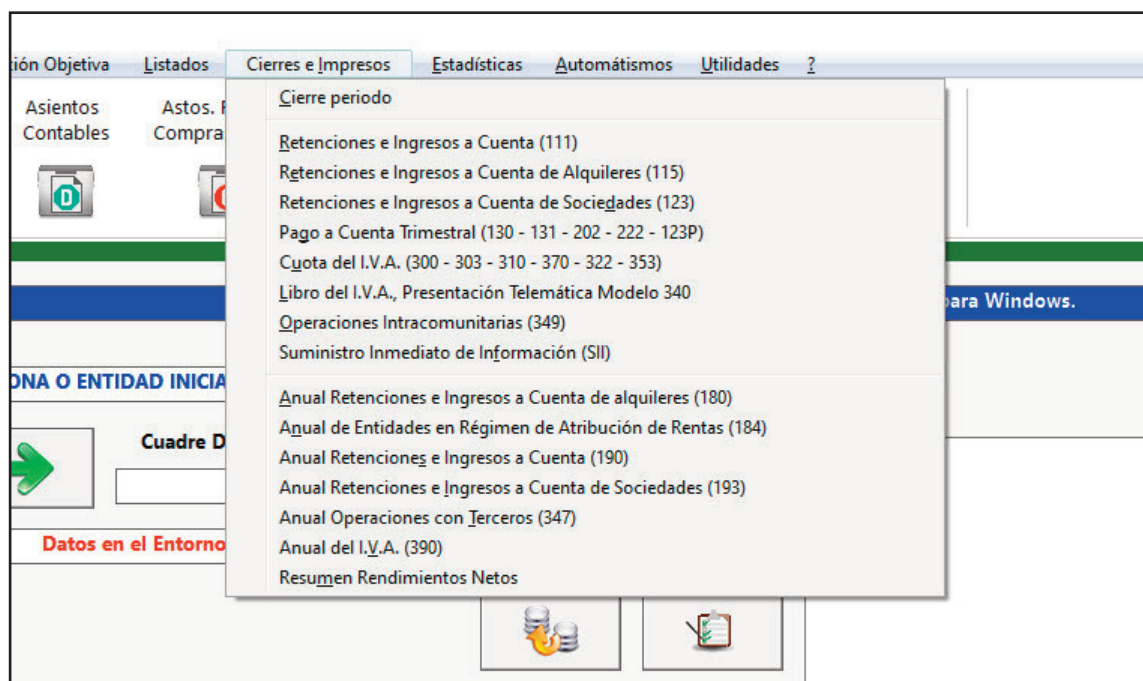 ión Objetiva Listados Cierres e Impresos Estadísticas Automátismos Utilidades ?
Asientos Contables
Astos. Compra
Cierre periodo
Retenciones e Ingresos a Cuenta (111)
Retenciones e Ingresos a Cuenta de Alquileres (115)
Retenciones e Ingresos a Cuenta de Sociedades (123)
Pago a Cuenta Trimestral (130 - 131 - 202 - 222 - 123P)
Cuota del I.V.A. (300 - 303 - 310 - 370 - 322 - 353)
Libro del I.V.A., Presentación Telemática Modelo 340
Operaciones Intracomunitarias (349)
Suministro Inmediato de Información (SII)
Anual Retenciones e Ingresos a Cuenta de alquileres (180)
Anual de Entidades en Régimen de Atribución de Rentas (184)
Anual Retenciones e Ingresos a Cuenta (190)
Anual Retenciones e Ingresos a Cuenta de Sociedades (193)
Anual Operaciones con Terceros (347)
Anual del I.V.A. (390)
Resumen Rendimientos Netos
para Windows.
ONA O ENTIDAD INICIA
Cuadre D
Datos en el Entorno
D